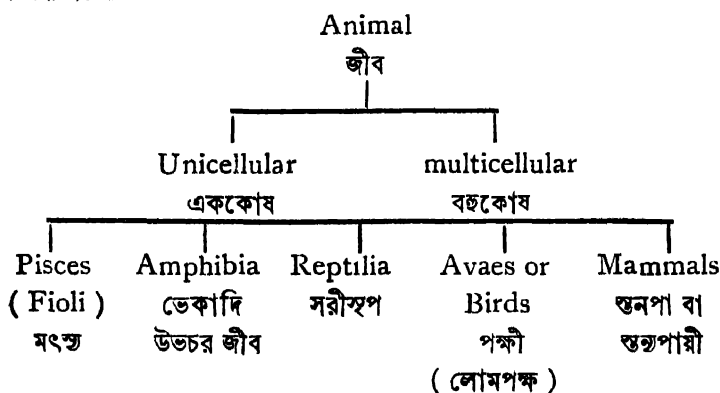 Animal
জীব
Unicellular multicellular
এককোষ বহুকোষ
Pisces Amphibia Reptilia Avaes or Mammals
( Fioli ) ভেকাদি সরীসৃপ Birds স্তনপা বা
মৎস্য উভচর জীব পক্ষী স্তন্যপায়ী
( লোমপক্ষ )